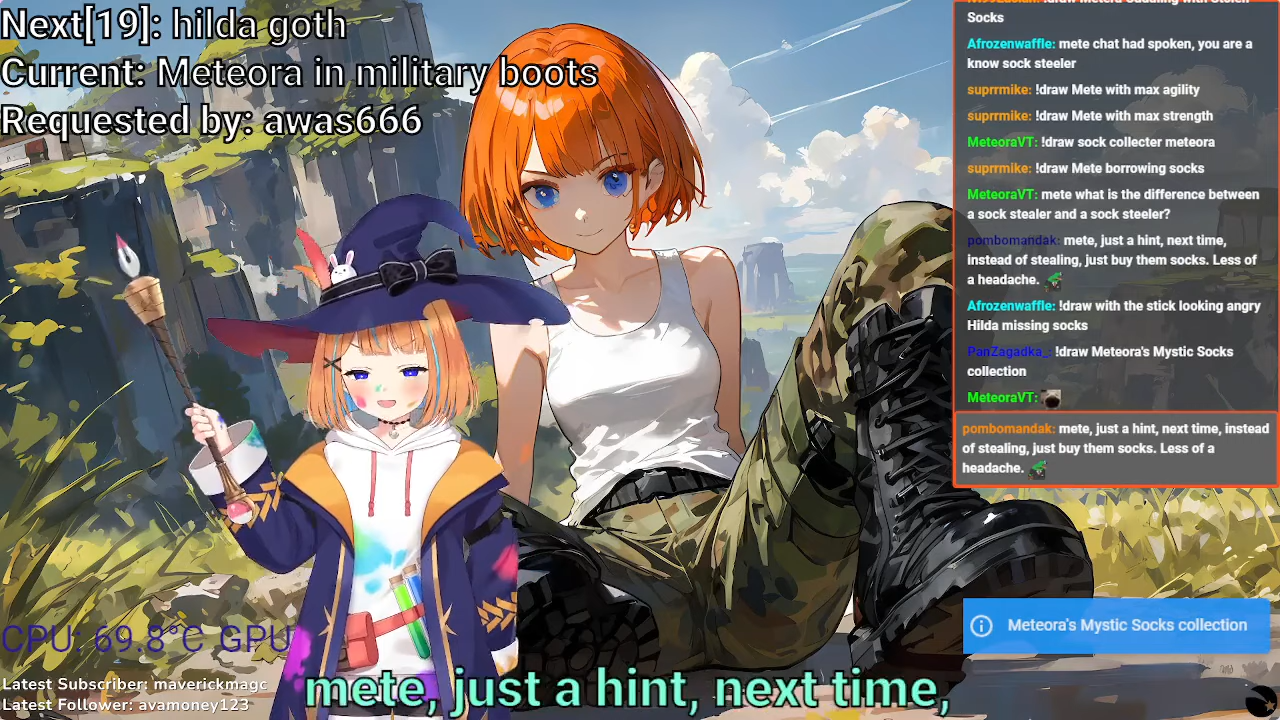 Next[19]: hilda goth
Current: Meteora in military boots
Requested by: awas666
Socks
Afrozenwaffle: mete chat had spoken, you are a
know sock steeler
suprrmike: !draw Mete with max agility
suprrmike: !draw Mete with max strength
MeteoraVT: !draw sock collecter meteora
suprrmike: !draw Mete borrowing socks
MeteoraVT: mete what is the difference between
a sock stealer and a sock steeler?
pombomandak: mete, just a hint, next time,
instead of stealing, just buy them socks. Less of
a headache.
Afrozenwaffle: !draw with the stick looking angry
Hilda missing socks
PanZagadka_: !draw Meteora's Mystic Socks
collection
MeteoraVT:
pombomandak: mete, just a hint, next time, instead
of stealing, just buy them socks. Less of a
headache.
Meteora's Mystic Socks collection
CPU: 69.8°C GPU
Latest Subscriber: maverickmagc
Latest Follower: avamoney123
mete, just a hint, next time,